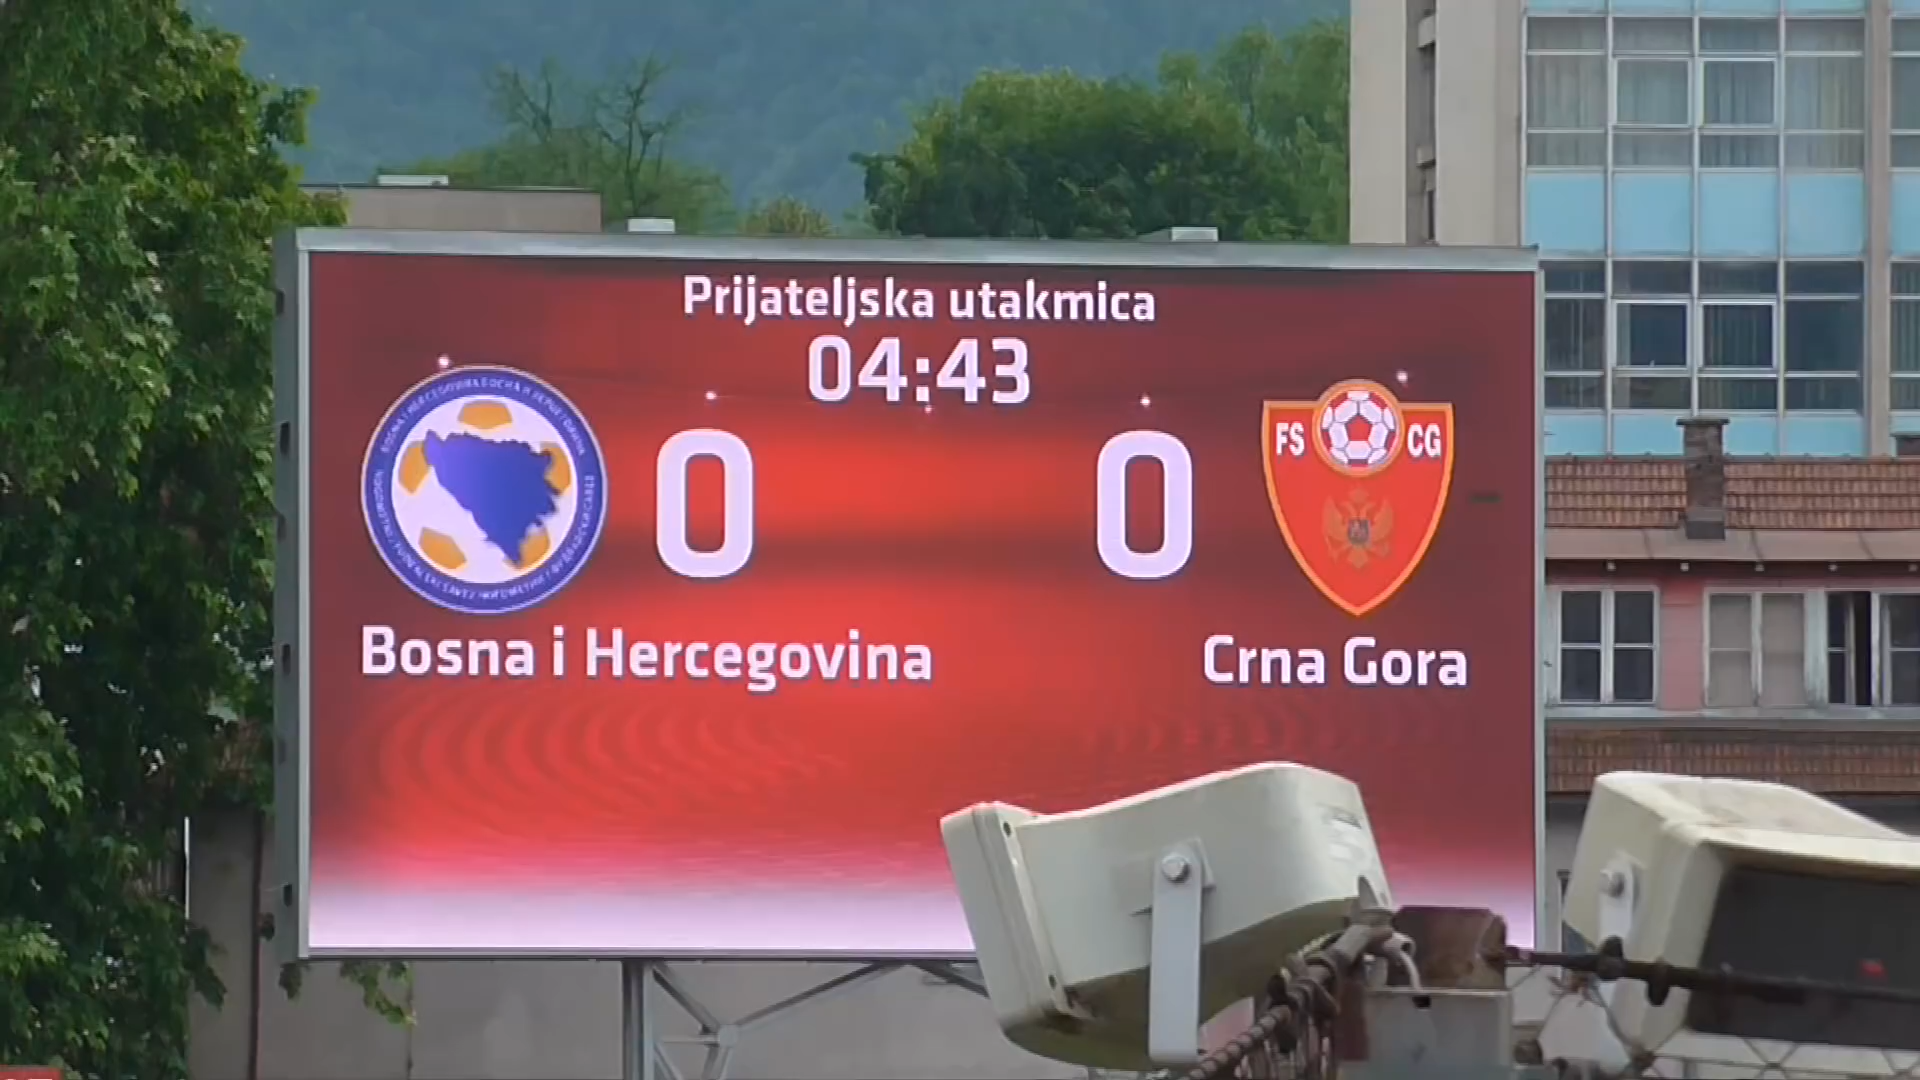 Prijateljska utakmica
04:43
0 0
FS CG
Bosna i Hercegovina
Crna Gora